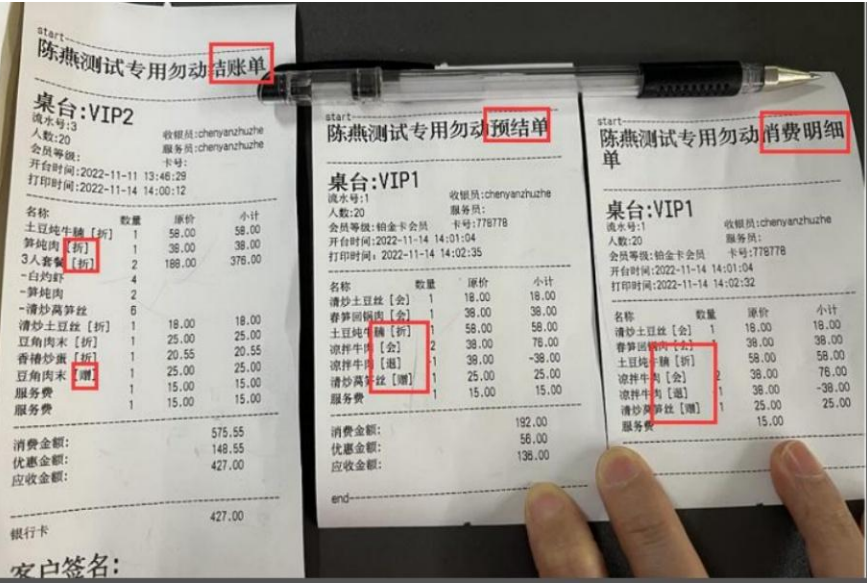 start
陈燕测试专用勿动结账单
桌台:VIP2
流水号:3
人数:20 收银员:chenyanzhuzhe
会员等级: 服务员:chenyanzhuzhe
卡号:
开台时间:2022-11-11 13:46:29
打印时间:2022-11-14 14:00:12
名称 数量 原价 小计
土豆炖牛腩 [折] 1 58.00 58.00
笋炖肉 [折] 1 38.00 38.00
3人套餐 [折] 2 188.00 376.00
-白灼虾 4
-笋炖肉 2
-清炒莴笋丝 6
清炒土豆丝 [折] 1 18.00 18.00
豆角肉末 [折] 1 25.00 25.00
香椿炒蛋 [折] 1 20.55 20.55
豆角肉末 [赠] 1 25.00 25.00
服务费 1 15.00 15.00
服务费 1 15.00 15.00
消费金额: 575.55
优惠金额: 148.55
应收金额: 427.00
银行卡 427.00
客户签名:
start
陈燕测试专用勿动预结单
桌台:VIP1
流水号:1 收银员:chenyanzhuzhe
人数:20 服务员:
会员等级:铂金卡会员 卡号:778778
开台时间:2022-11-14 14:01:04
打印时间:2022-11-14 14:02:35
名称 数量 原价 小计
清炒土豆丝 [会] 1 18.00 18.00
春笋回锅肉 [会] 1 38.00 38.00
土豆炖牛腩 [折] 1 58.00 58.00
凉拌牛肉 [会] 2 38.00 76.00
凉拌牛肉 [退] -1 38.00 -38.00
清炒莴笋丝 [赠] 1 25.00 25.00
服务费 1 15.00 15.00
消费金额: 192.00
优惠金额: 56.00
应收金额: 136.00
end
start
陈燕测试专用勿动消费明细
单
桌台:VIP1
流水号:1 收银员:chenyanzhuzhe
人数:20 服务员:
会员等级:铂金卡会员 卡号:778778
开台时间:2022-11-14 14:01:04
打印时间:2022-11-14 14:02:32
名称 数量 原价 小计
清炒土豆丝 [会] 1 18.00 18.00
春笋回锅肉 [会] 38.00 38.00
土豆炖牛腩 [折] 58.00 58.00
凉拌牛肉 [会] 2 38.00 76.00
凉拌牛肉 [退] 38.00 -38.00
清炒莴笋丝 [赠] 1 25.00 25.00
服务费 15.00